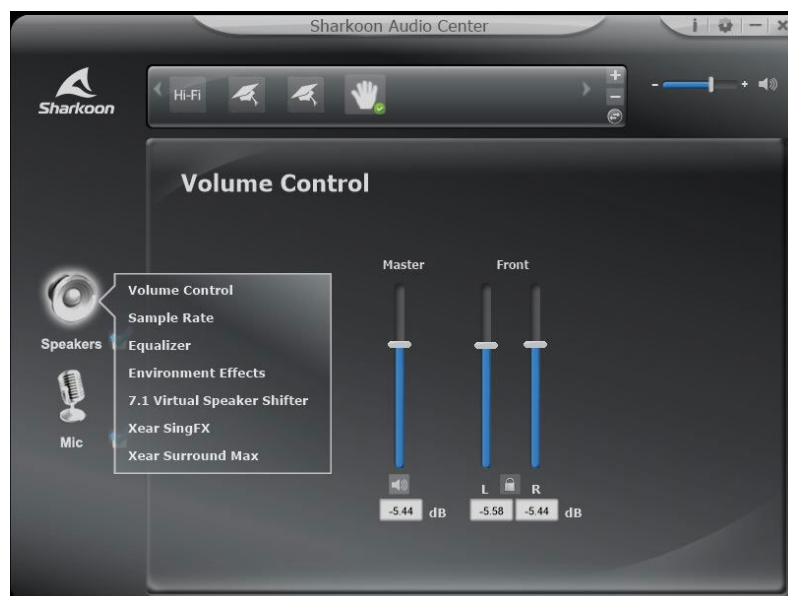 Sharkoon Audio Center
Sharkoon
Hi-Fi
Volume Control
Master Front
Volume Control
Sample Rate
Speakers
Equalizer
Environment Effects
7.1 Virtual Speaker Shifter
Xear SingFX
Mic
Xear Surround Max
L R
-5.44 dB -5.58 -5.44 dB